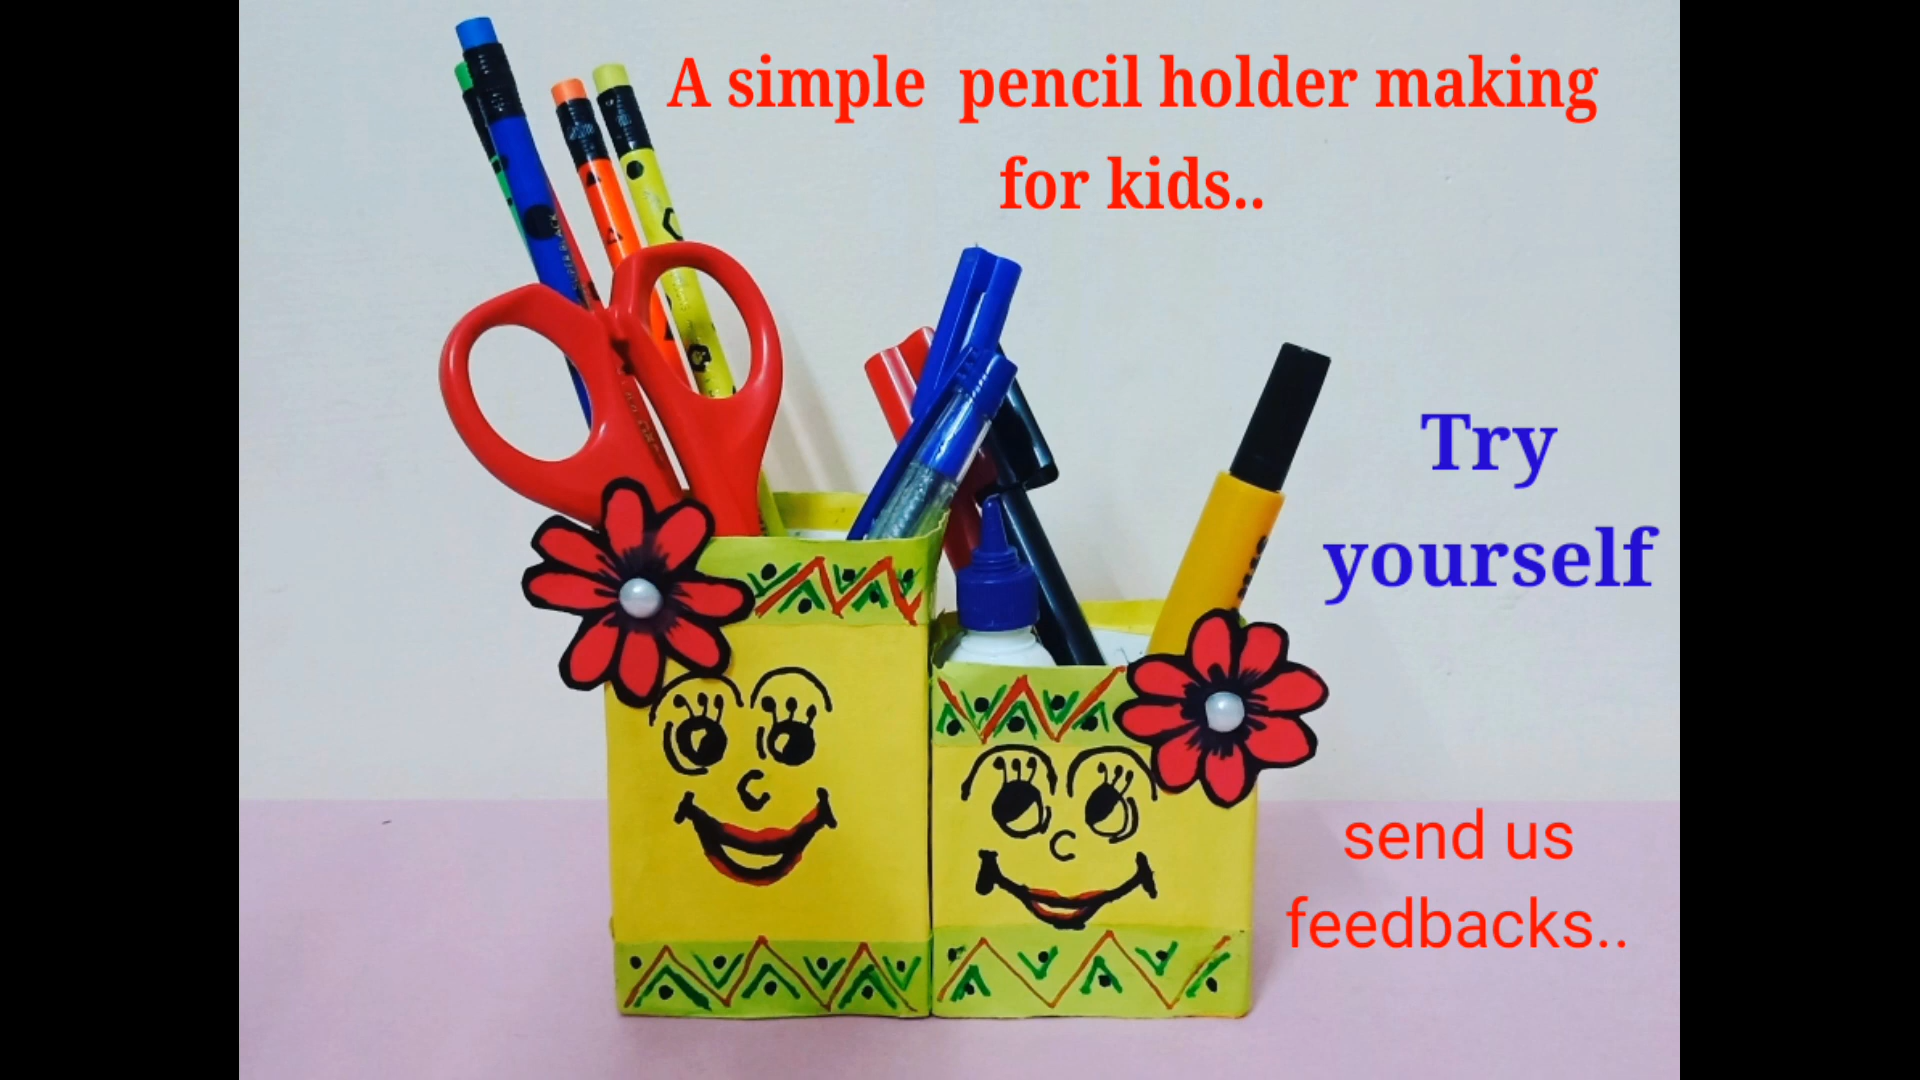 A simple  pencil holder making
for kids..
Try
yourself
send us
feedbacks..